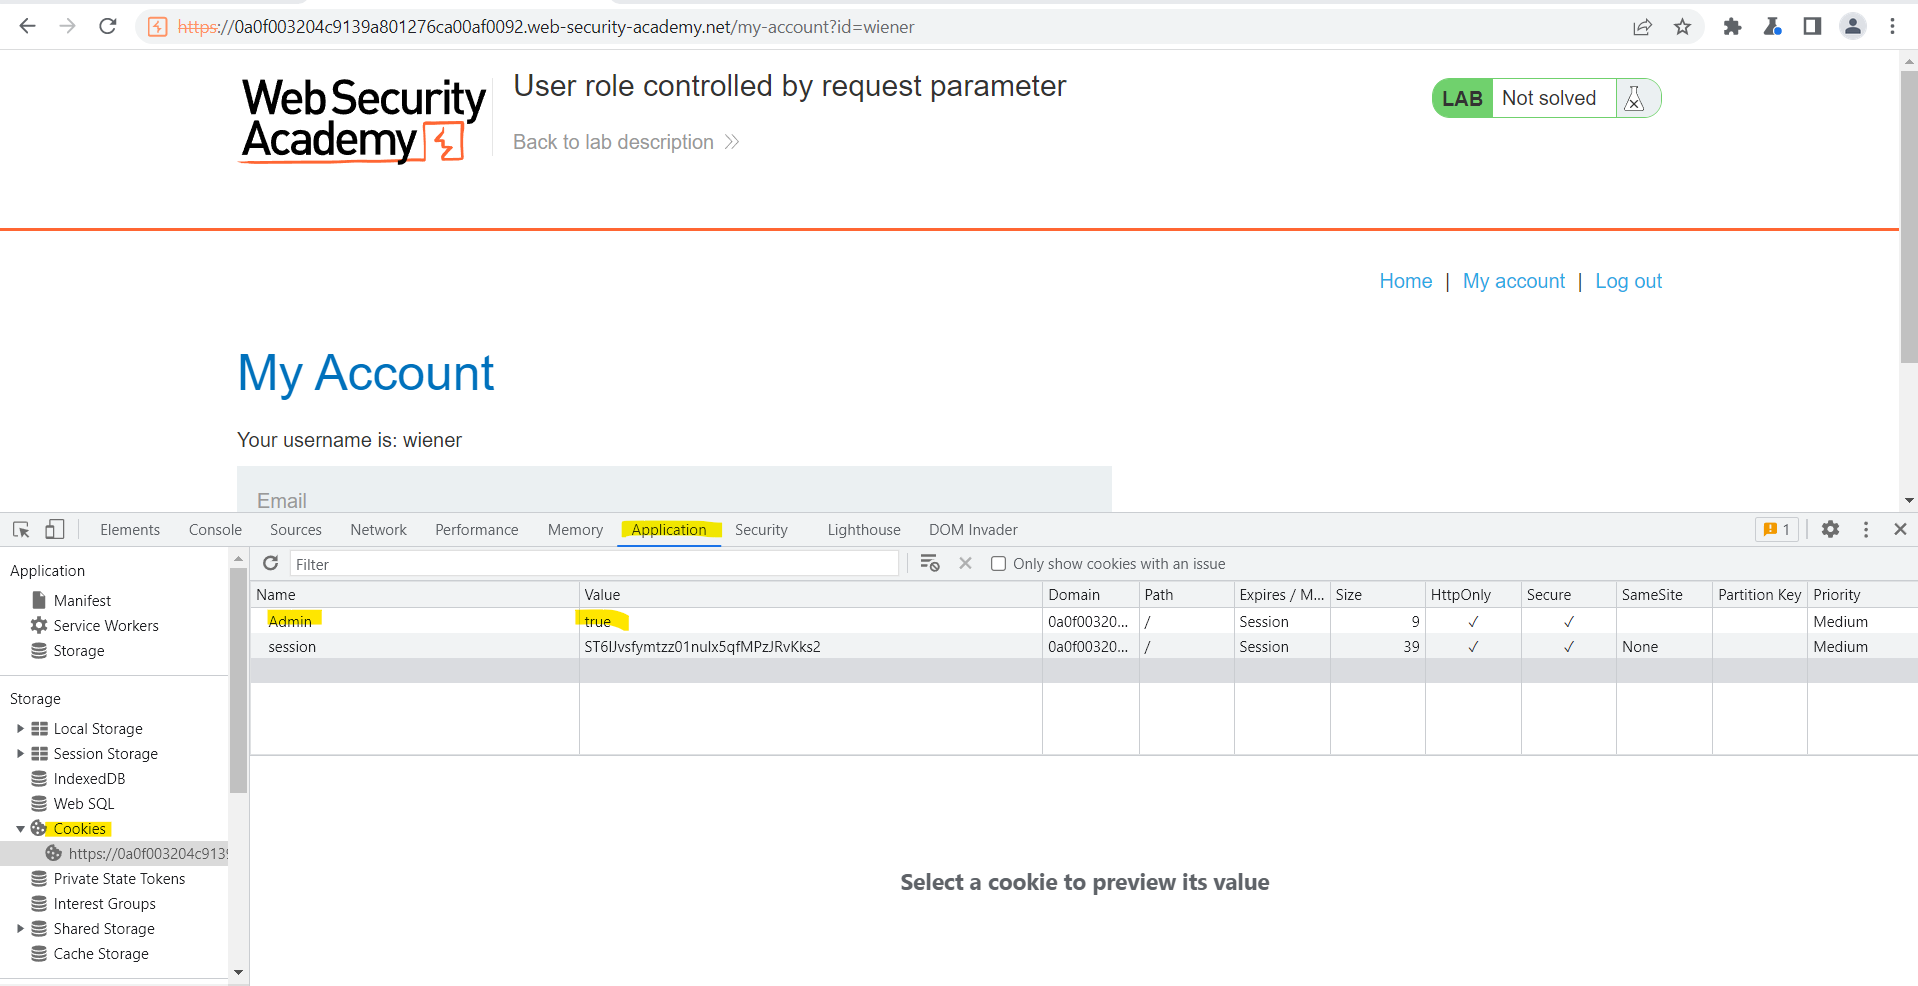 https://0a0f003204c9139a801276ca00af0092.web-security-academy.net/my-account?id=wiener
Web Security
Academy
User role controlled by request parameter
Back to lab description
LAB Not solved
Home | My account | Log out
My Account
Your username is: wiener
Email
Elements Console Sources Network Performance Memory Application Security Lighthouse DOM Invader 1
Application
Manifest
Service Workers
Storage
Storage
Local Storage
Session Storage
IndexedDB
Web SQL
Cookies
https://0a0f003204c9139
Private State Tokens
Interest Groups
Shared Storage
Cache Storage
Filter Only show cookies with an issue
Name Value Domain Path Expires / M... Size HttpOnly Secure SameSite Partition Key Priority
Admin true 0a0f00320... / Session 9 ✓ ✓ Medium
session ST6lJvsfymtzz01nulx5qfMPzJRvKks2 0a0f00320... / Session 39 ✓ ✓ None Medium
Select a cookie to preview its value